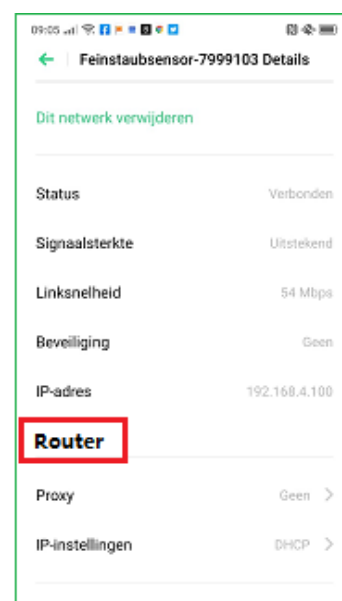 09:05
Feinstaubsensor-7999103 Details
Dit netwerk verwijderen
Status Verbonden
Signaalsterkte Uitstekend
Linksnelheid 54 Mbps
Beveiliging Geen
IP-adres 192.168.4.100
Router
Proxy Geen
IP-instellingen DHCP